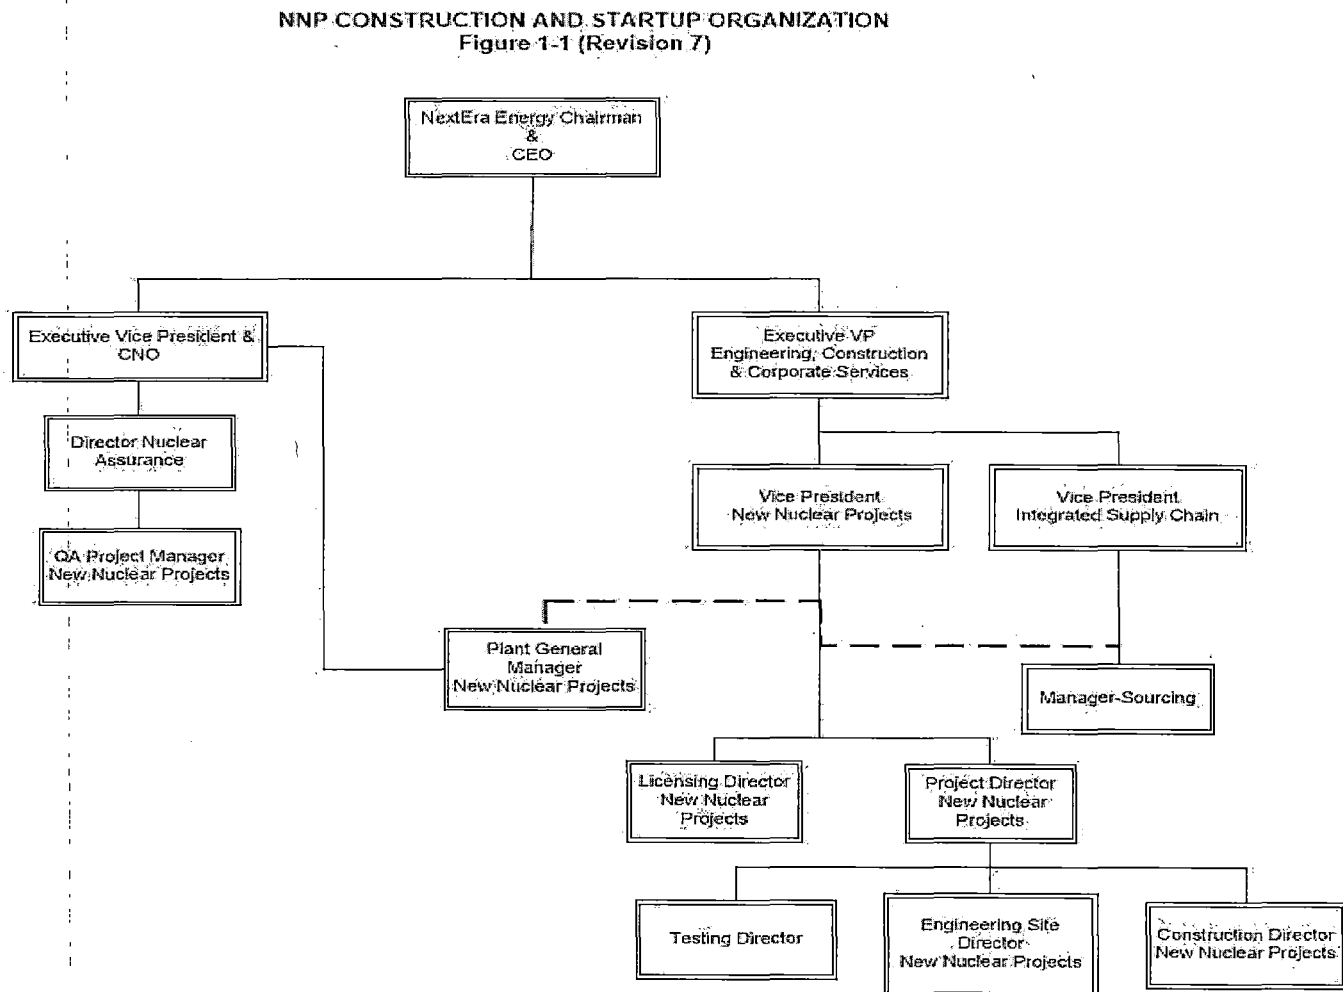 NNP CONSTRUCTION AND STARTUP ORGANIZATION
Figure 1-1 (Revision 7)
NextEra Energy Chairman
&
CEO
Executive Vice President &
CNO
Executive VP
Engineering, Construction
& Corporate Services
Director Nuclear
Assurance
Vice President
New Nuclear Projects
Vice President
Integrated Supply Chain
QA Project Manager
New Nuclear Projects
Plant General
Manager
New Nuclear Projects
Manager-Sourcing
Licensing Director
New Nuclear
Projects
Project Director
New Nuclear
Projects
Testing Director
Engineering Site
Director
New Nuclear Projects
Construction Director
New Nuclear Projects